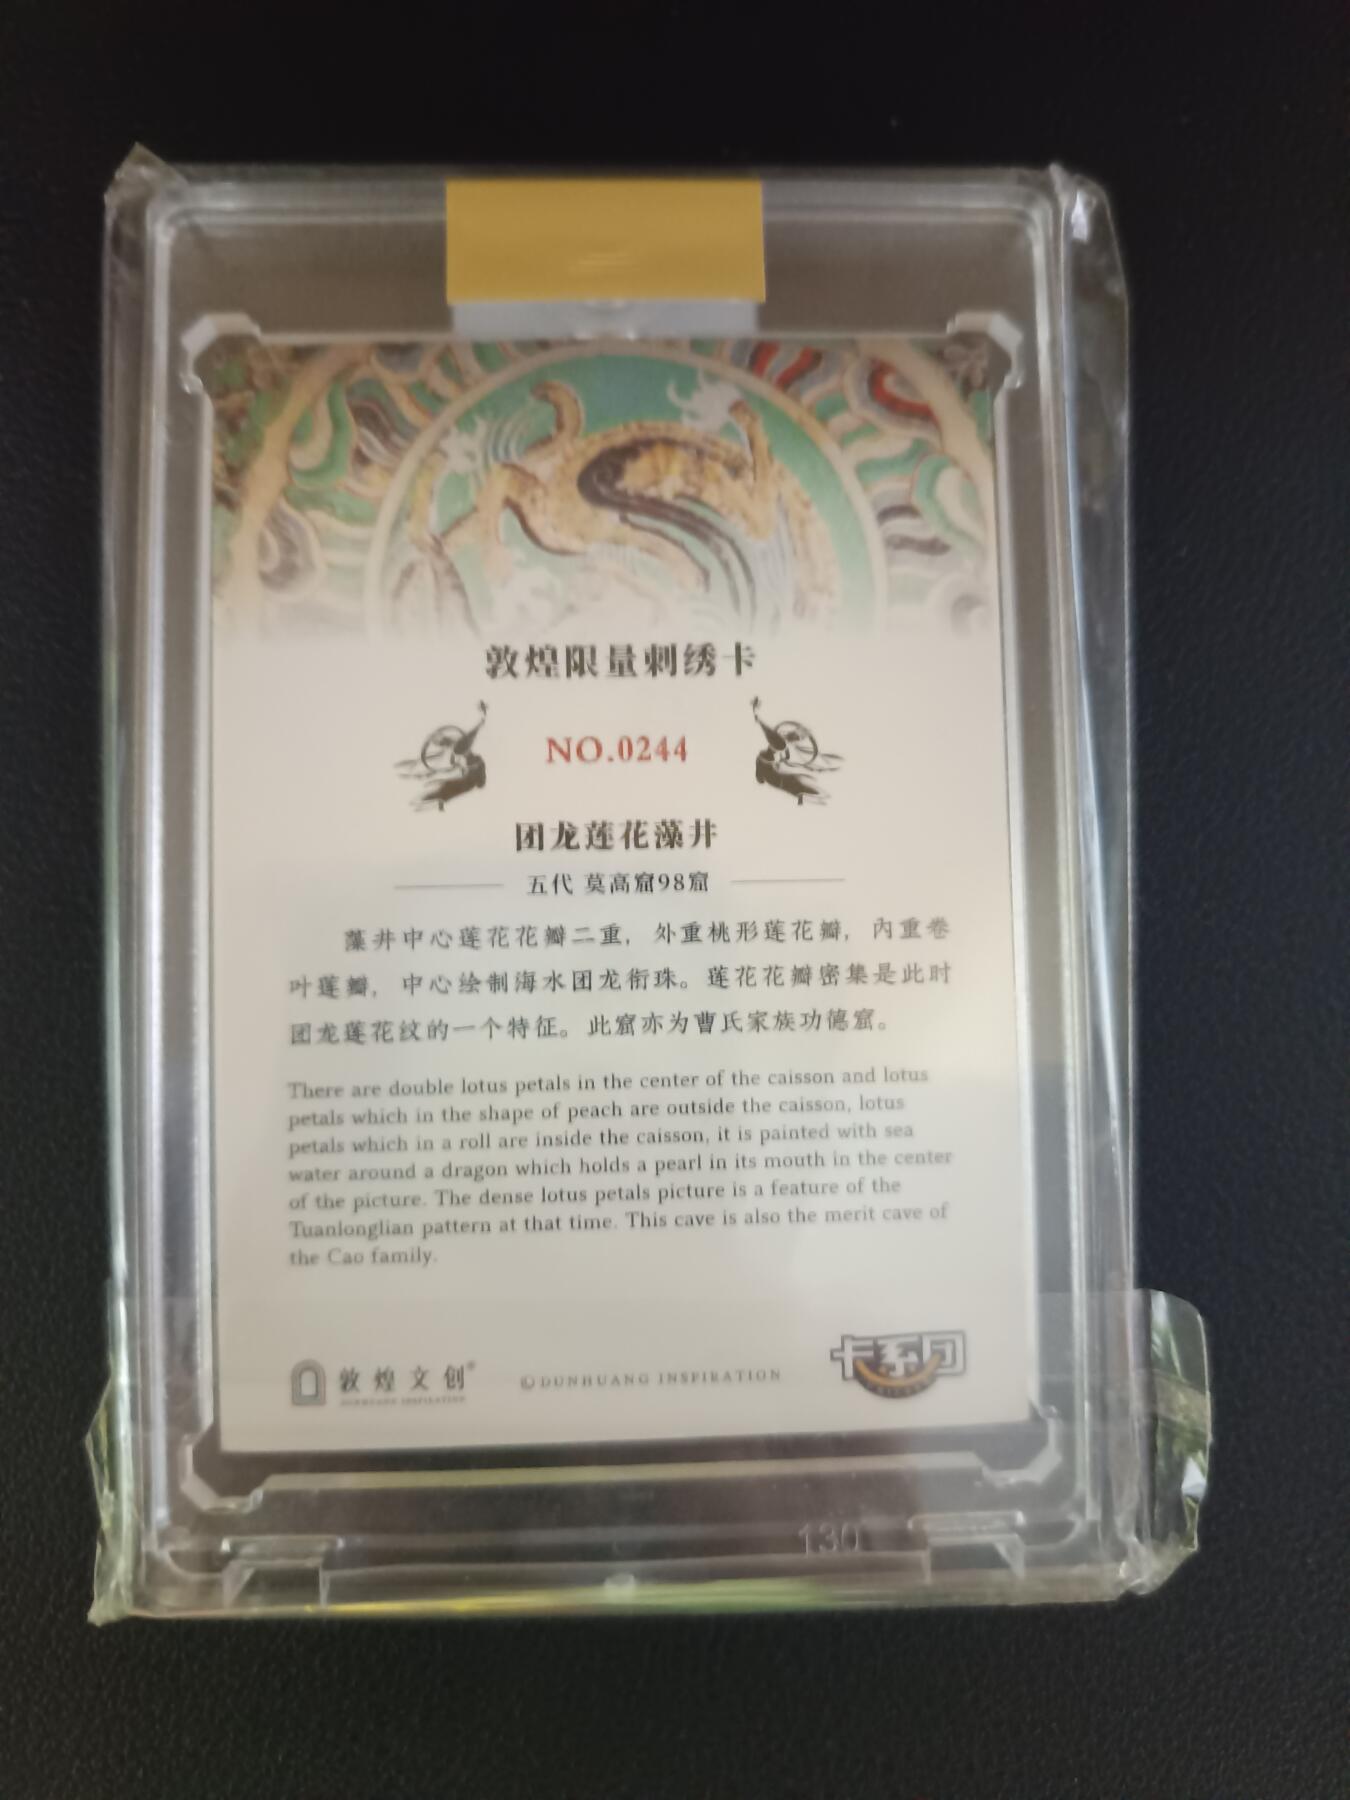 敦煌限量刺绣卡
NO.0244
团龙莲花藻井
五代 莫高窟98窟
藻井中心莲花花瓣二重，外重桃形莲花瓣，内重卷
叶莲瓣，中心绘制海水团龙衔珠。莲花花瓣密集是此时
团龙莲花纹的一个特征。此窟亦为曹氏家族功德窟。
There are double lotus petals in the center of the caisson and lotus
petals which in the shape of peach are outside the caisson, lotus
petals which in a roll are inside the caisson, it is painted with sea
water around a dragon which holds a pearl in its mouth in the center
of the picture. The dense lotus petals picture is a feature of the
Tuanlonglian pattern at that time. This cave is also the merit cave of
the Cao family.
敦煌文创®
DUNHUANG INSPIRATION
©DUNHUANG INSPIRATION
卡系团
130